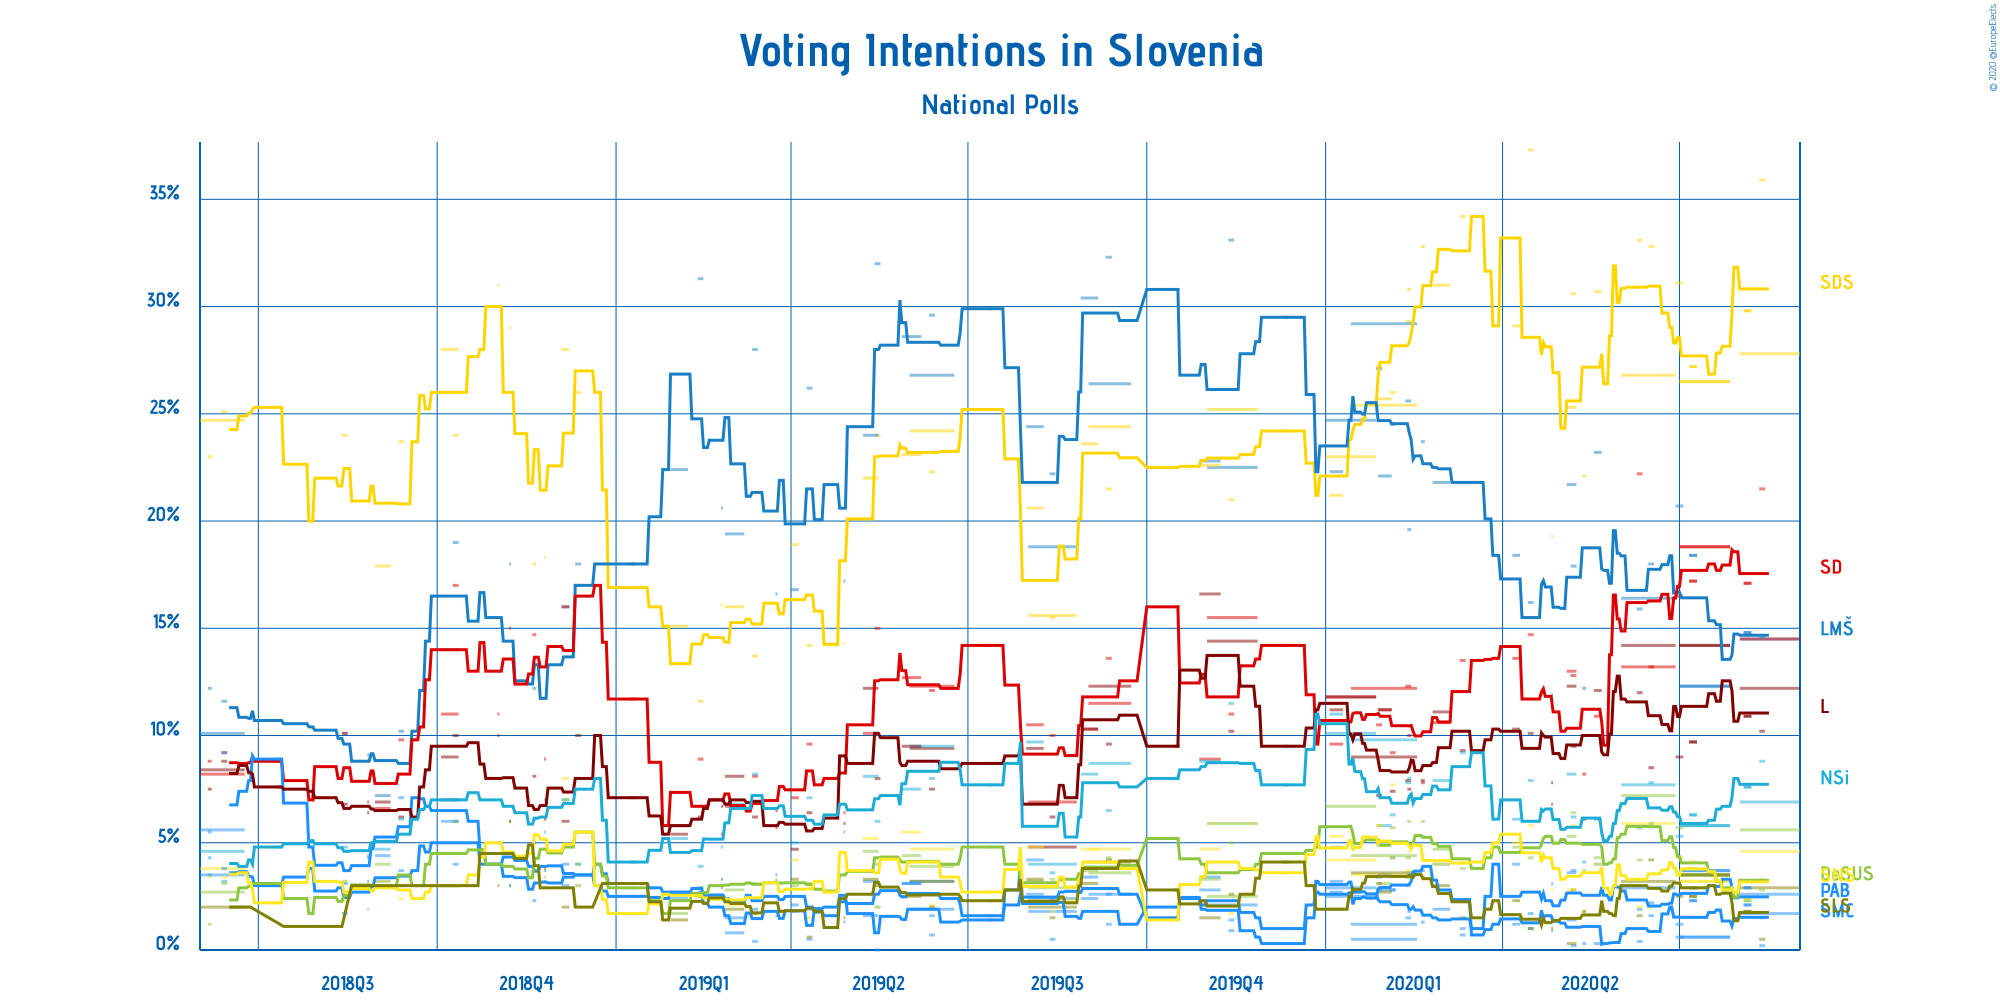 © 2020 @EuropeElects
Voting Intentions in Slovenia
National Polls
35%
30%
25%
20%
15%
10%
5%
0%
SDS
SD
LMŠ
L
NSi
DeSUS
PAB
SLS
SMC
2018Q3
2018Q4
2019Q1
2019Q2
2019Q3
2019Q4
2020Q1
2020Q2